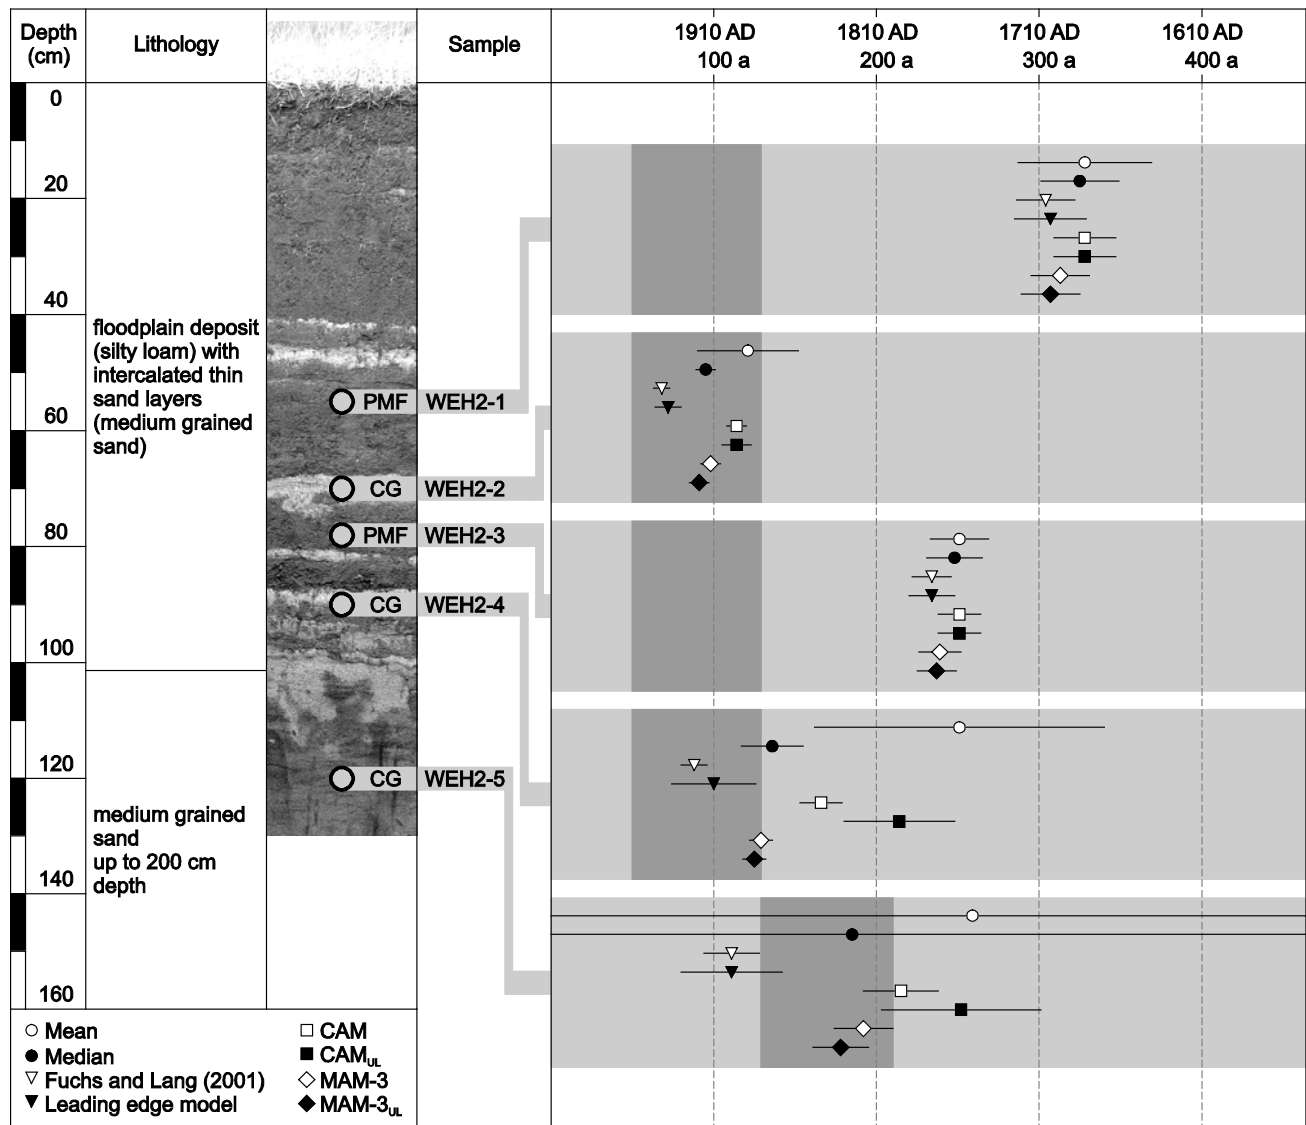 Depth
(cm)
Lithology
Sample
1910 AD
100 a
1810 AD
200 a
1710 AD
300 a
1610 AD
400 a
0
20
40
60
80
100
120
140
160
floodplain deposit
(silty loam) with
intercalated thin
sand layers
(medium grained
sand)
medium grained
sand
up to 200 cm
depth
PMF WEH2-1
CG WEH2-2
PMF WEH2-3
CG WEH2-4
CG WEH2-5
Mean
Median
Fuchs and Lang (2001)
Leading edge model
CAM
CAMUL
MAM-3
MAM-3UL